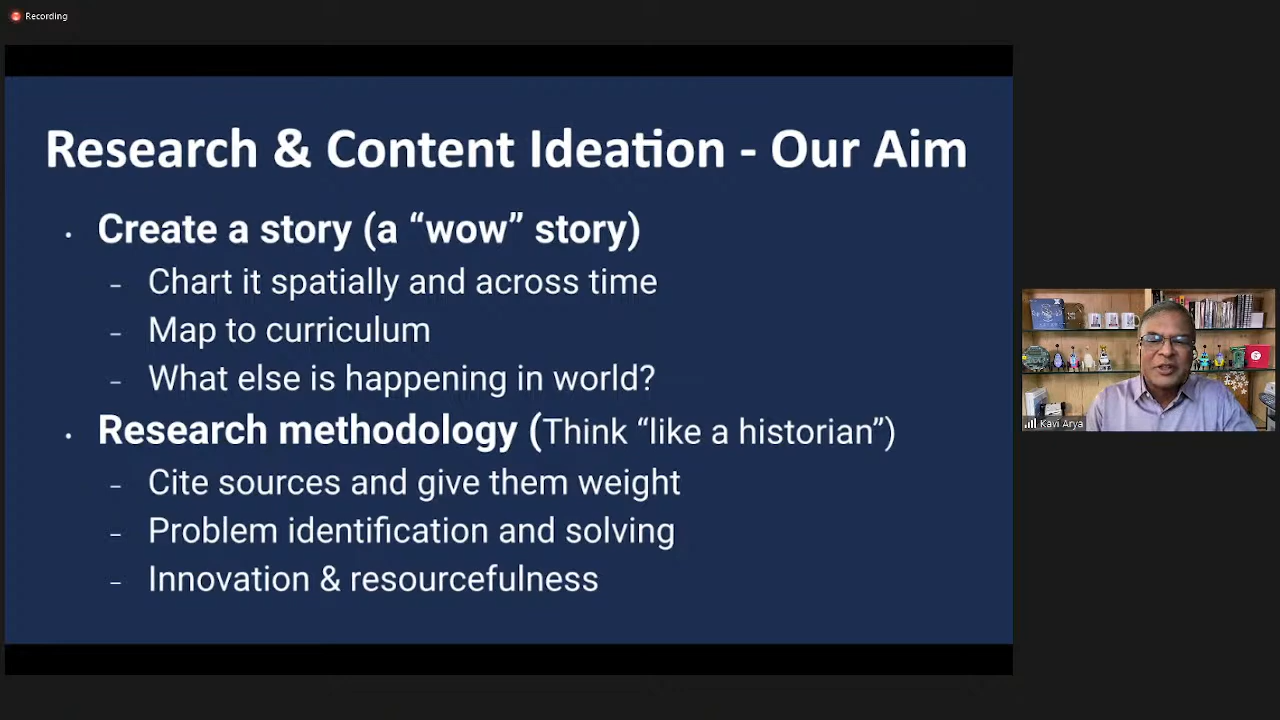 Recording
Research & Content Ideation - Our Aim
• Create a story (a “wow” story)
– Chart it spatially and across time
– Map to curriculum
– What else is happening in world?
• Research methodology (Think “like a historian”)
– Cite sources and give them weight
– Problem identification and solving
– Innovation & resourcefulness
Kavi Arya